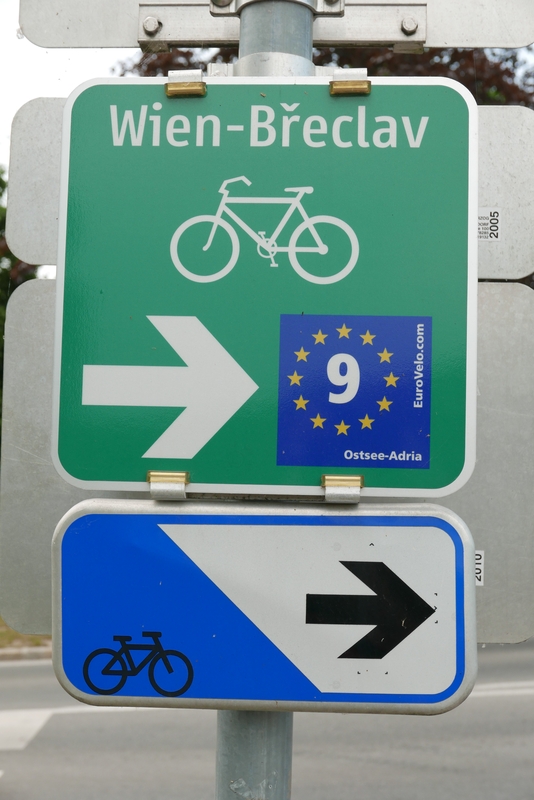 Wien-Břeclav
9
EuroVelo.com
Ostsee-Adria
2005
2010